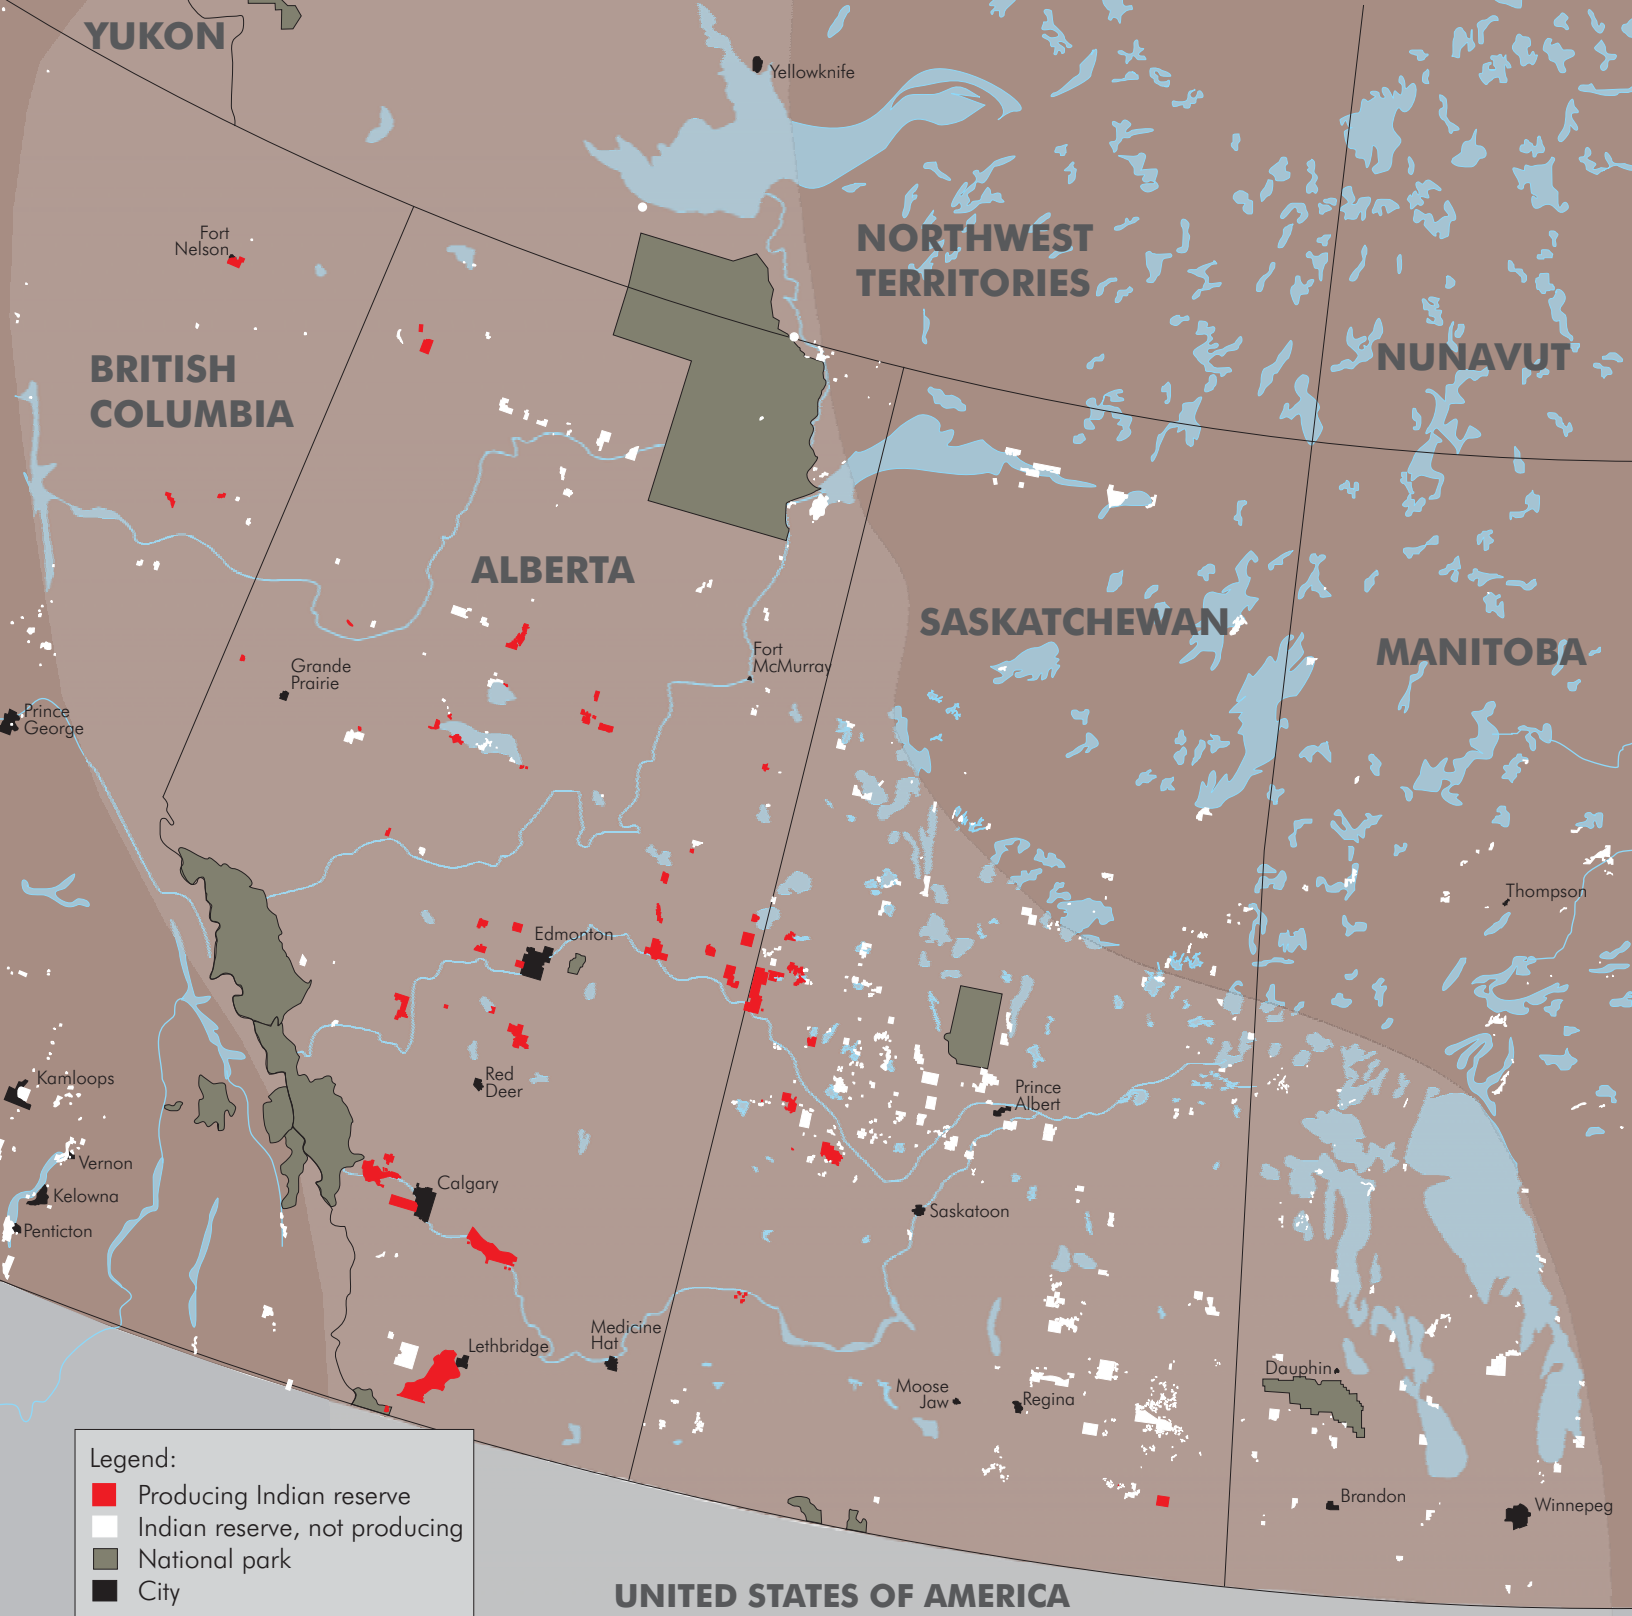 YUKON
Yellowknife
Fort
Nelson
NORTHWEST
TERRITORIES
BRITISH
COLUMBIA
NUNAVUT
ALBERTA
SASKATCHEWAN
MANITOBA
Fort
McMurray
Grande
Prairie
Prince
George
Thompson
Edmonton
Kamloops
Red
Deer
Prince
Albert
Vernon
Kelowna
Penticton
Calgary
Saskatoon
Medicine
Hat
Lethbridge
Dauphin
Moose
Jaw
Regina
Brandon
Winnepeg
Legend:
Producing Indian reserve
Indian reserve, not producing
National park
City
UNITED STATES OF AMERICA